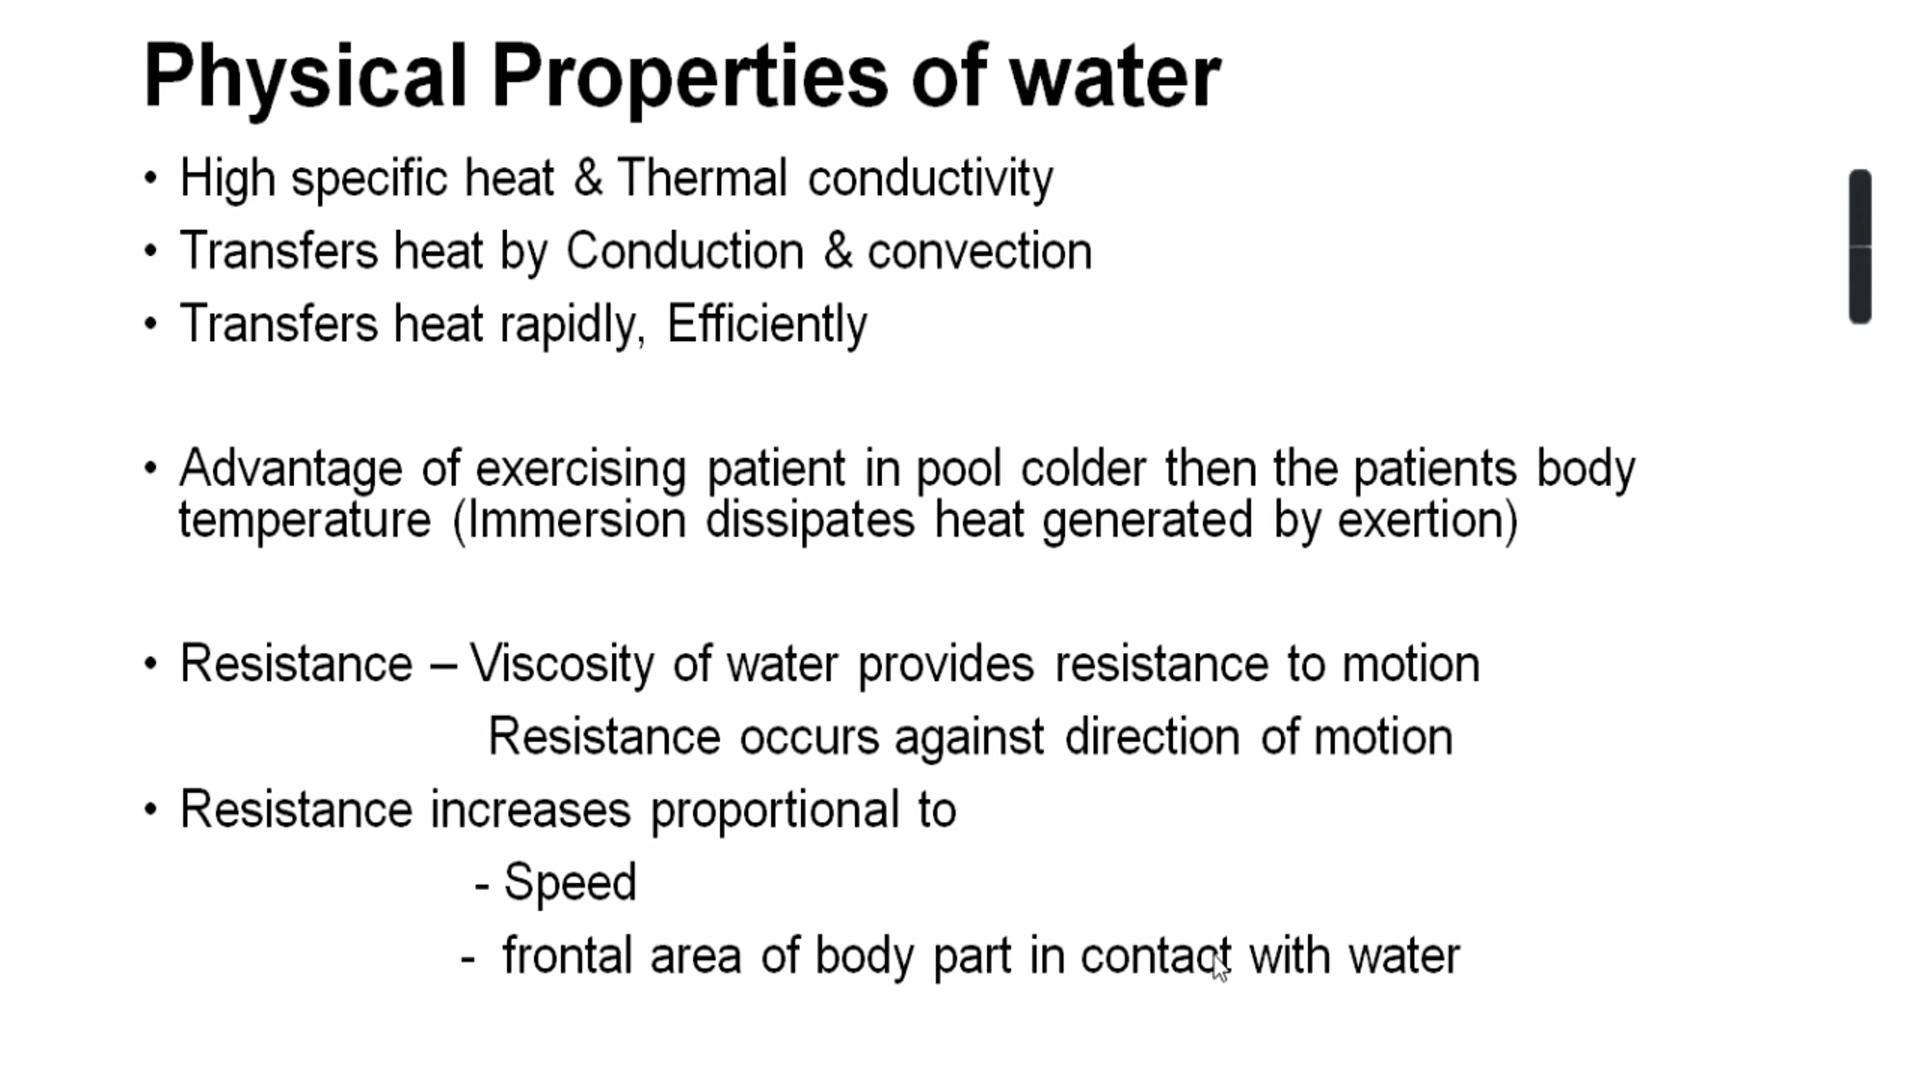 Physical Properties of water
• High specific heat & Thermal conductivity
• Transfers heat by Conduction & convection
• Transfers heat rapidly, Efficiently
• Advantage of exercising patient in pool colder then the patients body
temperature (Immersion dissipates heat generated by exertion)
• Resistance – Viscosity of water provides resistance to motion
Resistance occurs against direction of motion
• Resistance increases proportional to
- Speed
- frontal area of body part in contact with water